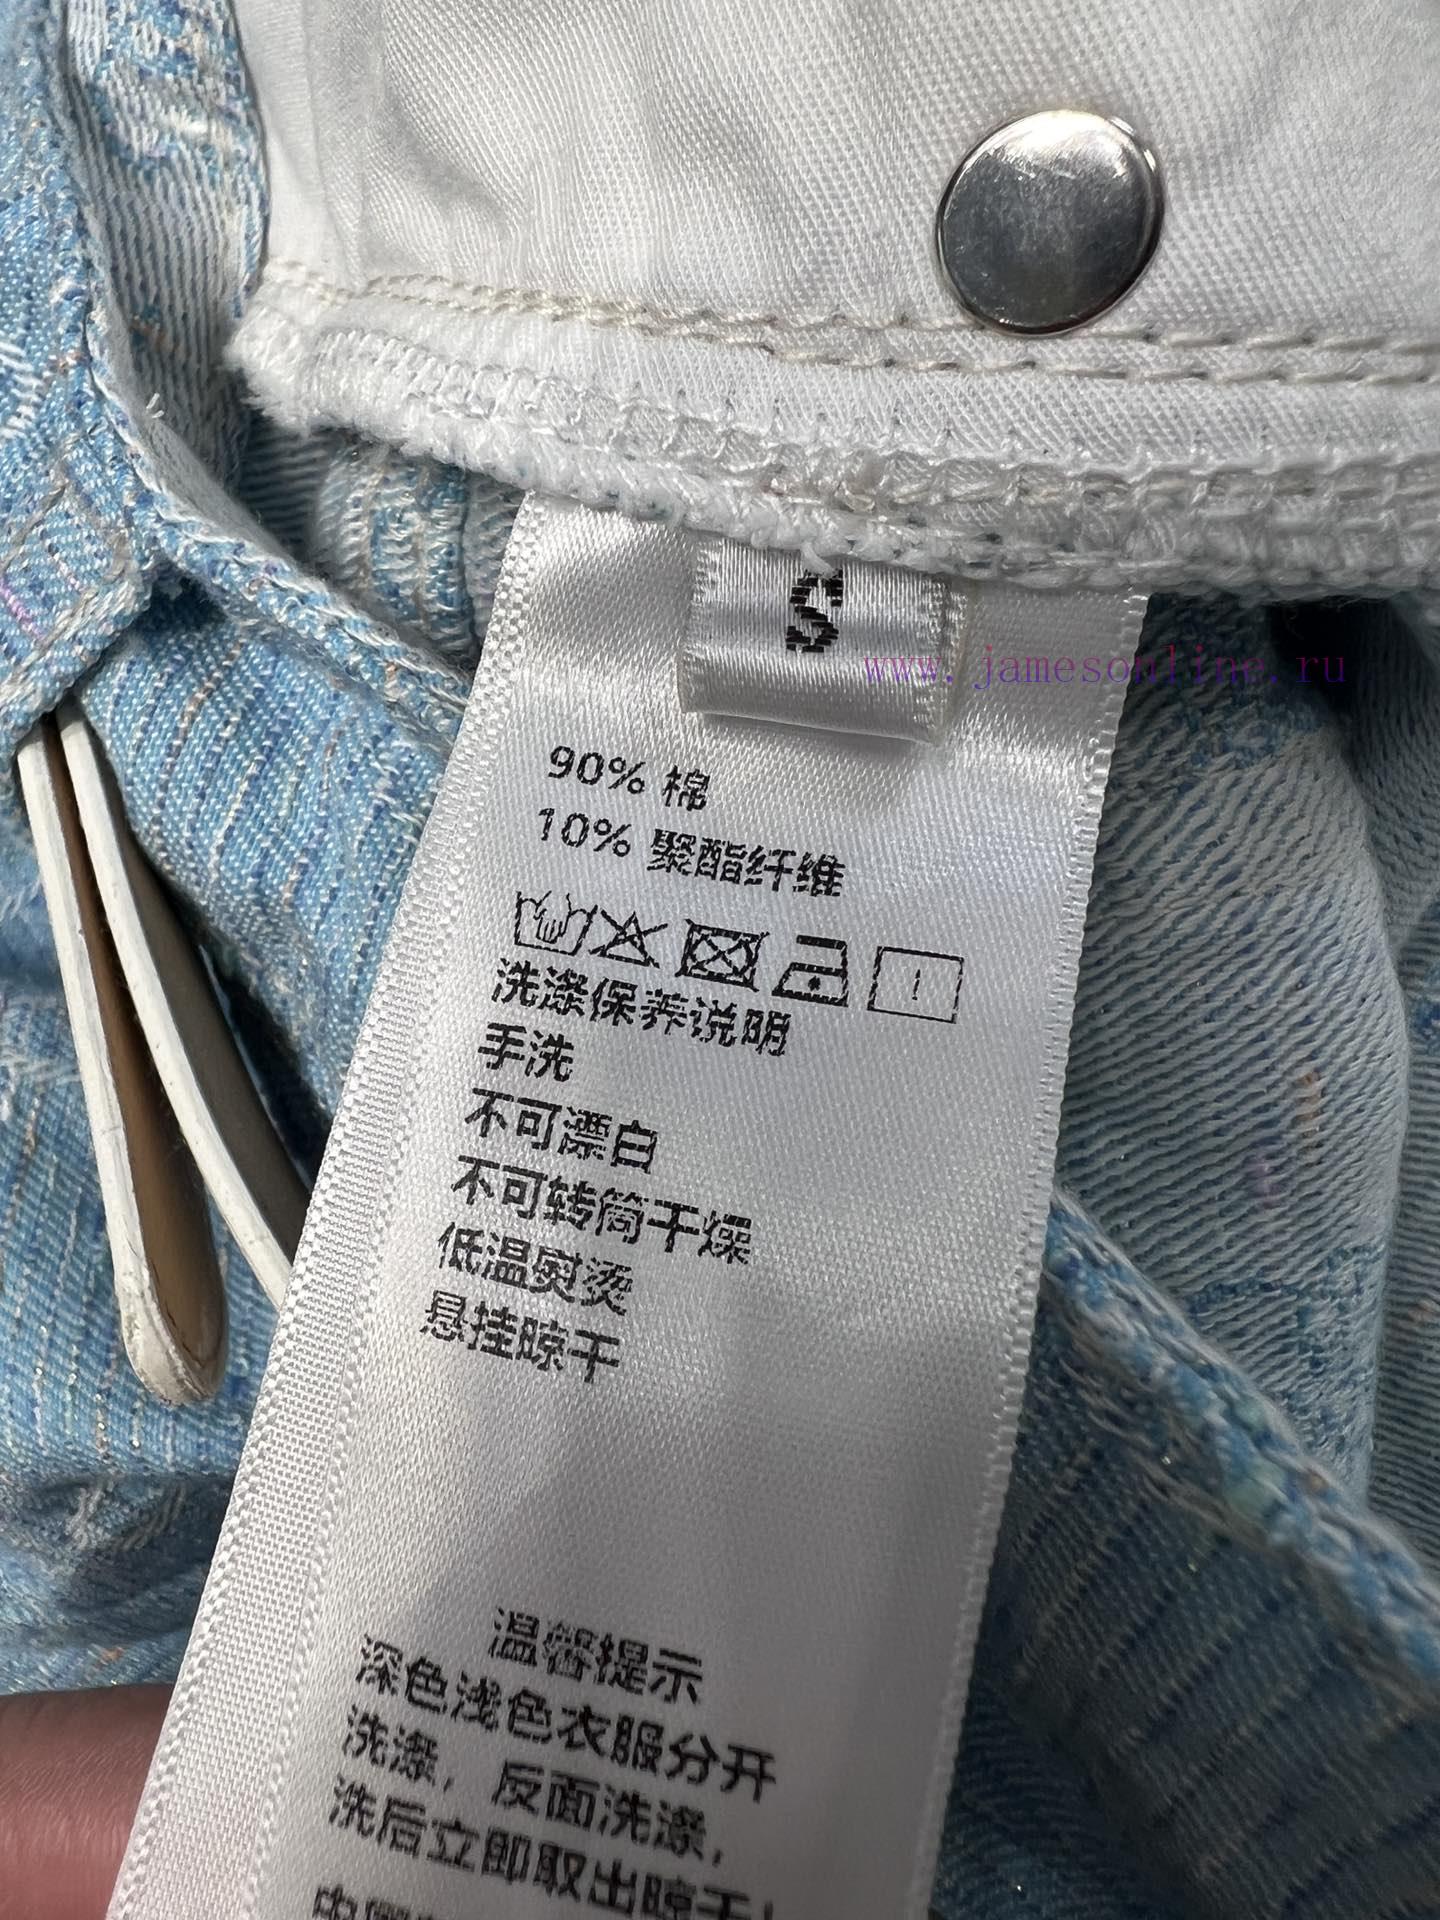 S
www.jamesonline.ru
90% 棉
10% 聚酯纤维
洗涤保养说明
手洗
不可漂白
不可转筒干燥
低温熨烫
悬挂晾干
温馨提示
深色浅色衣服分开
洗涤，反面洗涤，
洗后立即取出晾干!
中国